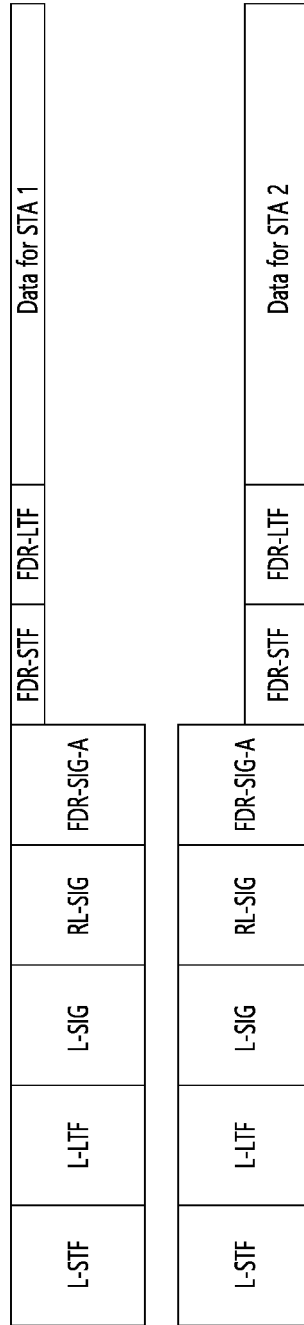 L-STF
L-LTF
L-SIG
RL-SIG
FDR-SIG-A
FDR-STF
FDR-LTF
Data for STA 1
L-STF
L-LTF
L-SIG
RL-SIG
FDR-SIG-A
FDR-STF
FDR-LTF
Data for STA 2